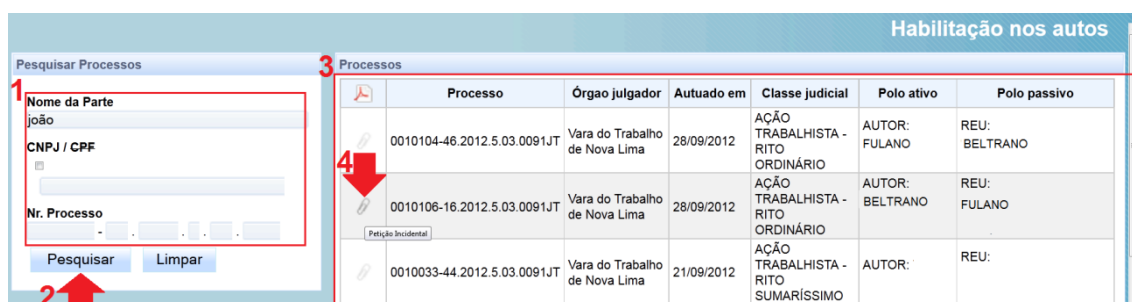 Habilitação nos autos
Pesquisar Processos
1
Nome da Parte
joão
CNPJ / CPF
Nr. Processo
- . . . .
Pesquisar Limpar
2
3 Processos
Processo Órgao julgador Autuado em Classe judicial Polo ativo Polo passivo
0010104-46.2012.5.03.0091JT Vara do Trabalho de Nova Lima 28/09/2012 AÇÃO TRABALHISTA - RITO ORDINÁRIO AUTOR: FULANO REU: BELTRANO
4
0010106-16.2012.5.03.0091JT Vara do Trabalho de Nova Lima 28/09/2012 AÇÃO TRABALHISTA - RITO ORDINÁRIO AUTOR: BELTRANO REU: FULANO
Petição Incidental
0010033-44.2012.5.03.0091JT Vara do Trabalho de Nova Lima 21/09/2012 AÇÃO TRABALHISTA - RITO SUMARÍSSIMO AUTOR: REU: